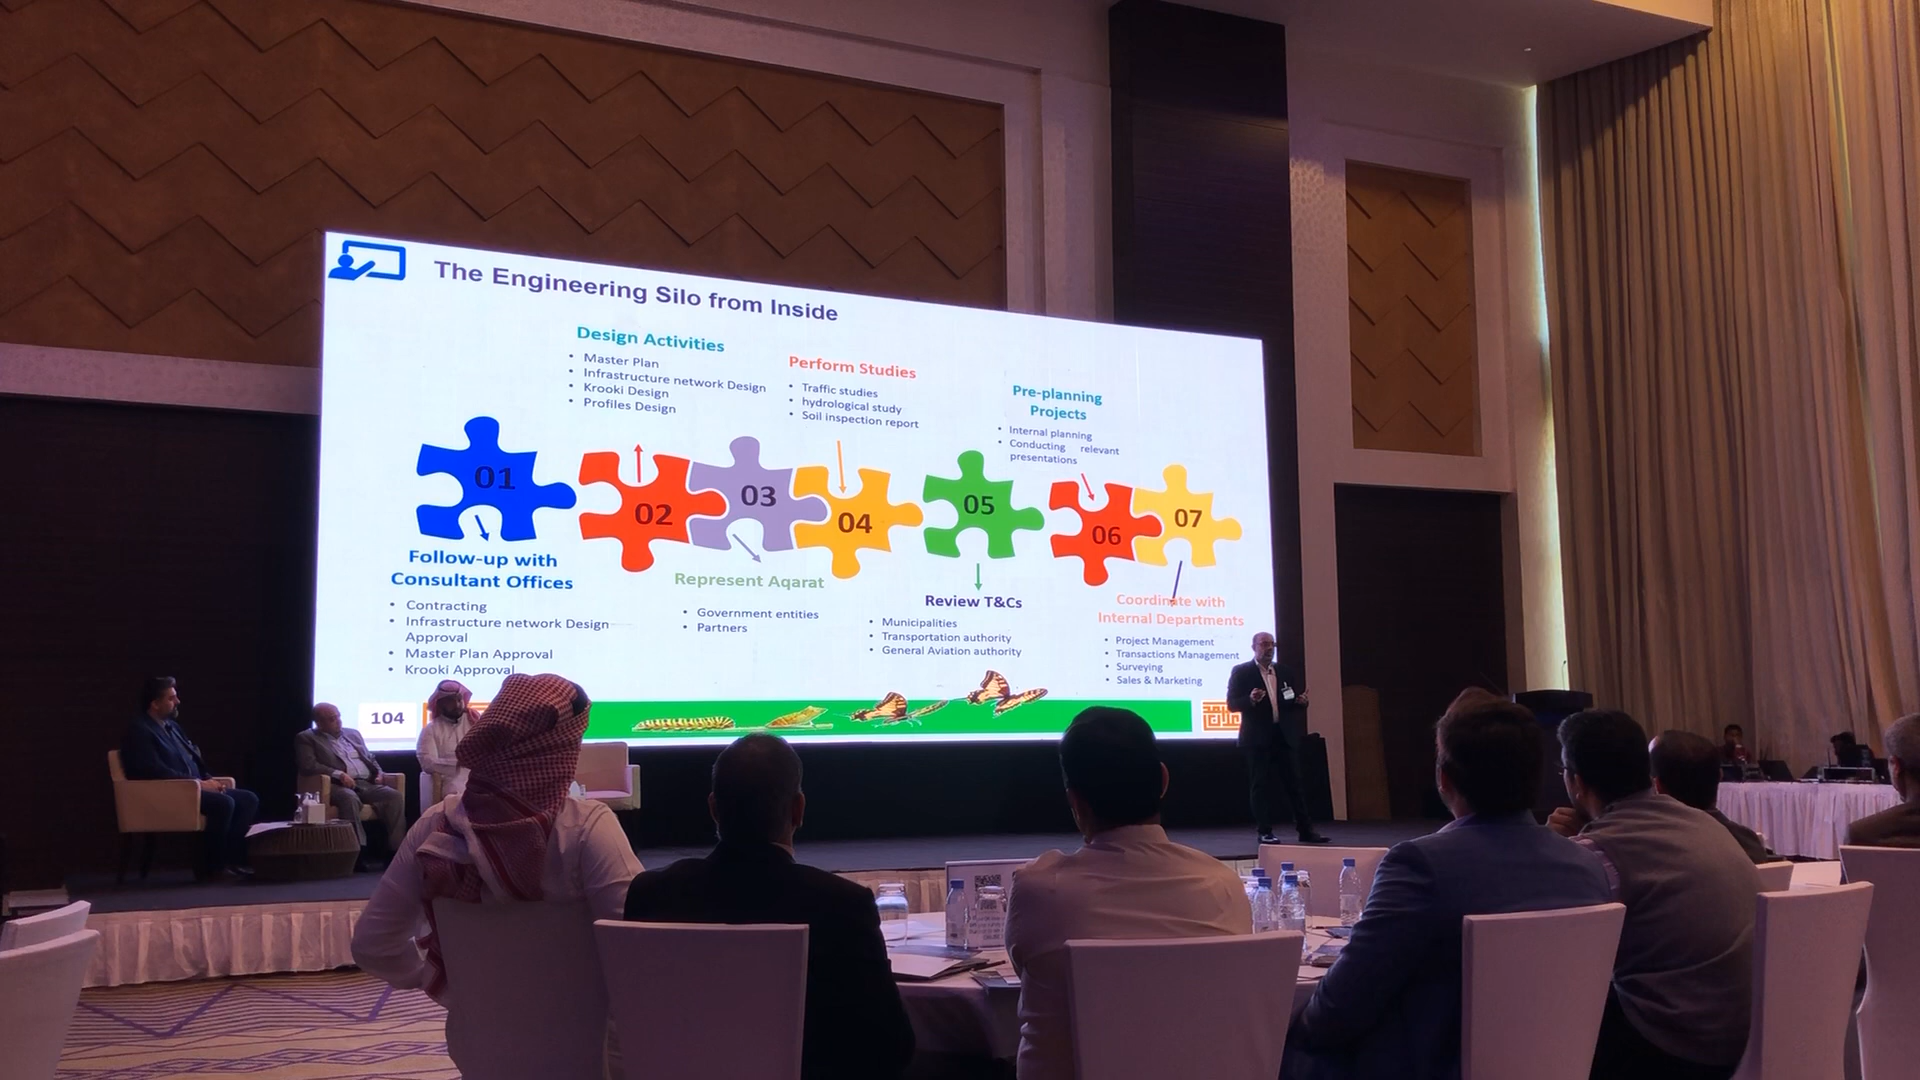 The Engineering Silo from Inside
Design Activities
• Master Plan
• Infrastructure network Design
• Krooki Design
• Profiles Design
Perform Studies
• Traffic studies
• hydrological study
• Soil inspection report
Pre-planning
Projects
• Internal planning
• Conducting relevant
presentations
01
02
03
04
05
06
07
Follow-up with
Consultant Offices
• Contracting
• Infrastructure network Design
Approval
• Master Plan Approval
• Krooki Approval
Represent Aqarat
• Government entities
• Partners
Review T&Cs
• Municipalities
• Transportation authority
• General Aviation authority
Coordinate with
Internal Departments
• Project Management
• Transactions Management
• Surveying
• Sales & Marketing
104